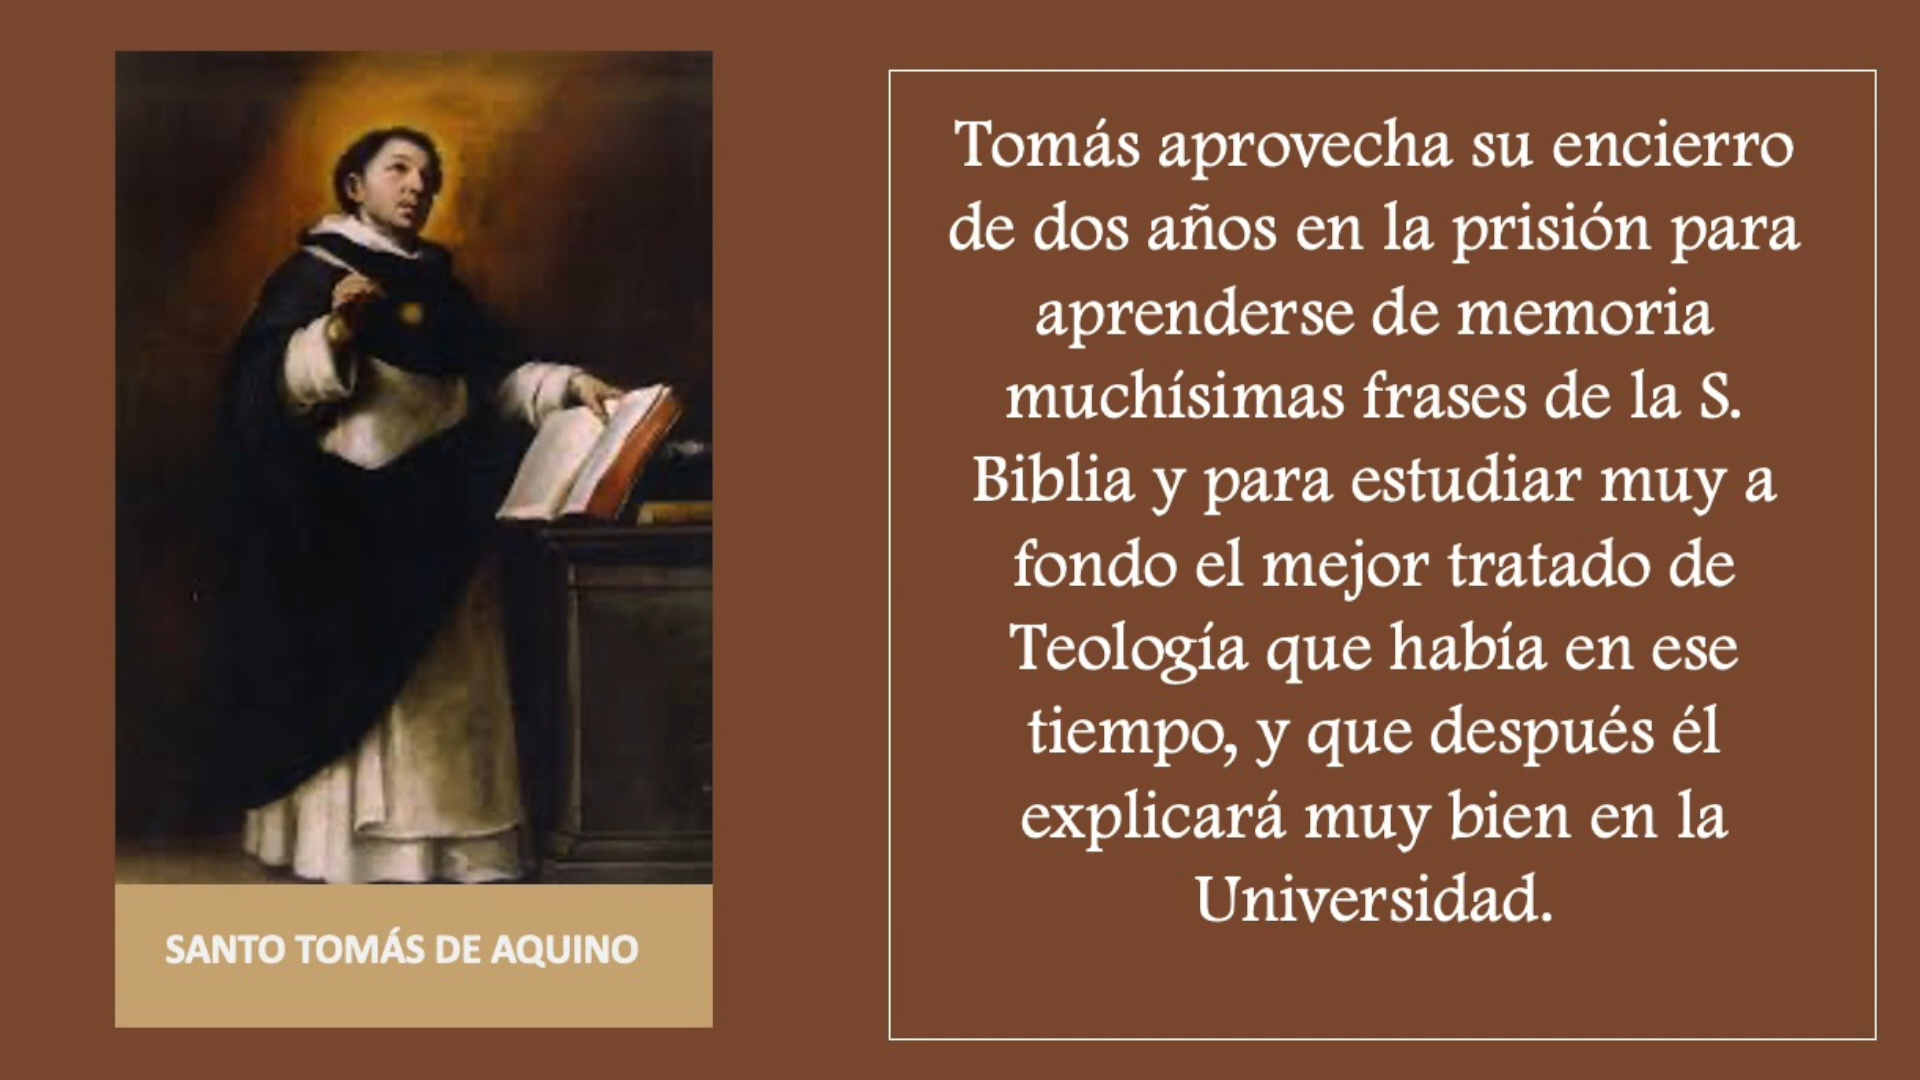 Tomás aprovecha su encierro
de dos años en la prisión para
aprenderse de memoria
muchísimas frases de la S.
Biblia y para estudiar muy a
fondo el mejor tratado de
Teología que había en ese
tiempo, y que después él
explicará muy bien en la
Universidad.
SANTO TOMÁS DE AQUINO